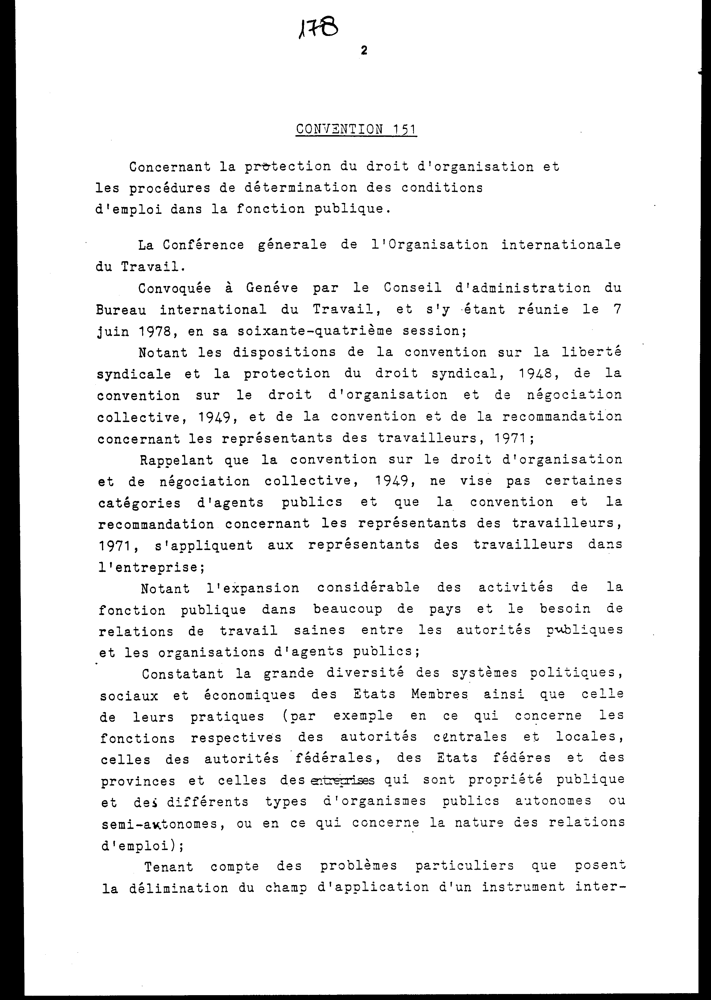 178
2
CONVENTION 151
Concernant la protection du droit d'organisation et
les procédures de détermination des conditions
d'emploi dans la fonction publique.
La Conférence génerale de l'Organisation internationale
du Travail.
Convoquée à Genéve par le Conseil d'administration du
Bureau international du Travail, et s'y étant réunie le 7
juin 1978, en sa soixante-quatrième session;
Notant les dispositions de la convention sur la liberté
syndicale et la protection du droit syndical, 1948, de la
convention sur le droit d'organisation et de négociation
collective, 1949, et de la convention et de la recommandation
concernant les représentants des travailleurs, 1971;
Rappelant que la convention sur le droit d'organisation
et de négociation collective, 1949, ne vise pas certaines
catégories d'agents publics et que la convention et la
recommandation concernant les représentants des travailleurs,
1971, s'appliquent aux représentants des travailleurs dans
l'entreprise;
Notant l'expansion considérable des activités de la
fonction publique dans beaucoup de pays et le besoin de
relations de travail saines entre les autorités publiques
et les organisations d'agents publics;
Constatant la grande diversité des systèmes politiques,
sociaux et économiques des Etats Membres ainsi que celle
de leurs pratiques (par exemple en ce qui concerne les
fonctions respectives des autorités centrales et locales,
celles des autorités fédérales, des Etats fédéres et des
provinces et celles des entreprises qui sont propriété publique
et des différents types d'organismes publics autonomes ou
semi-autonomes, ou en ce qui concerne la nature des relations
d'emploi);
Tenant compte des problèmes particuliers que posent
la délimination du champ d'application d'un instrument inter-